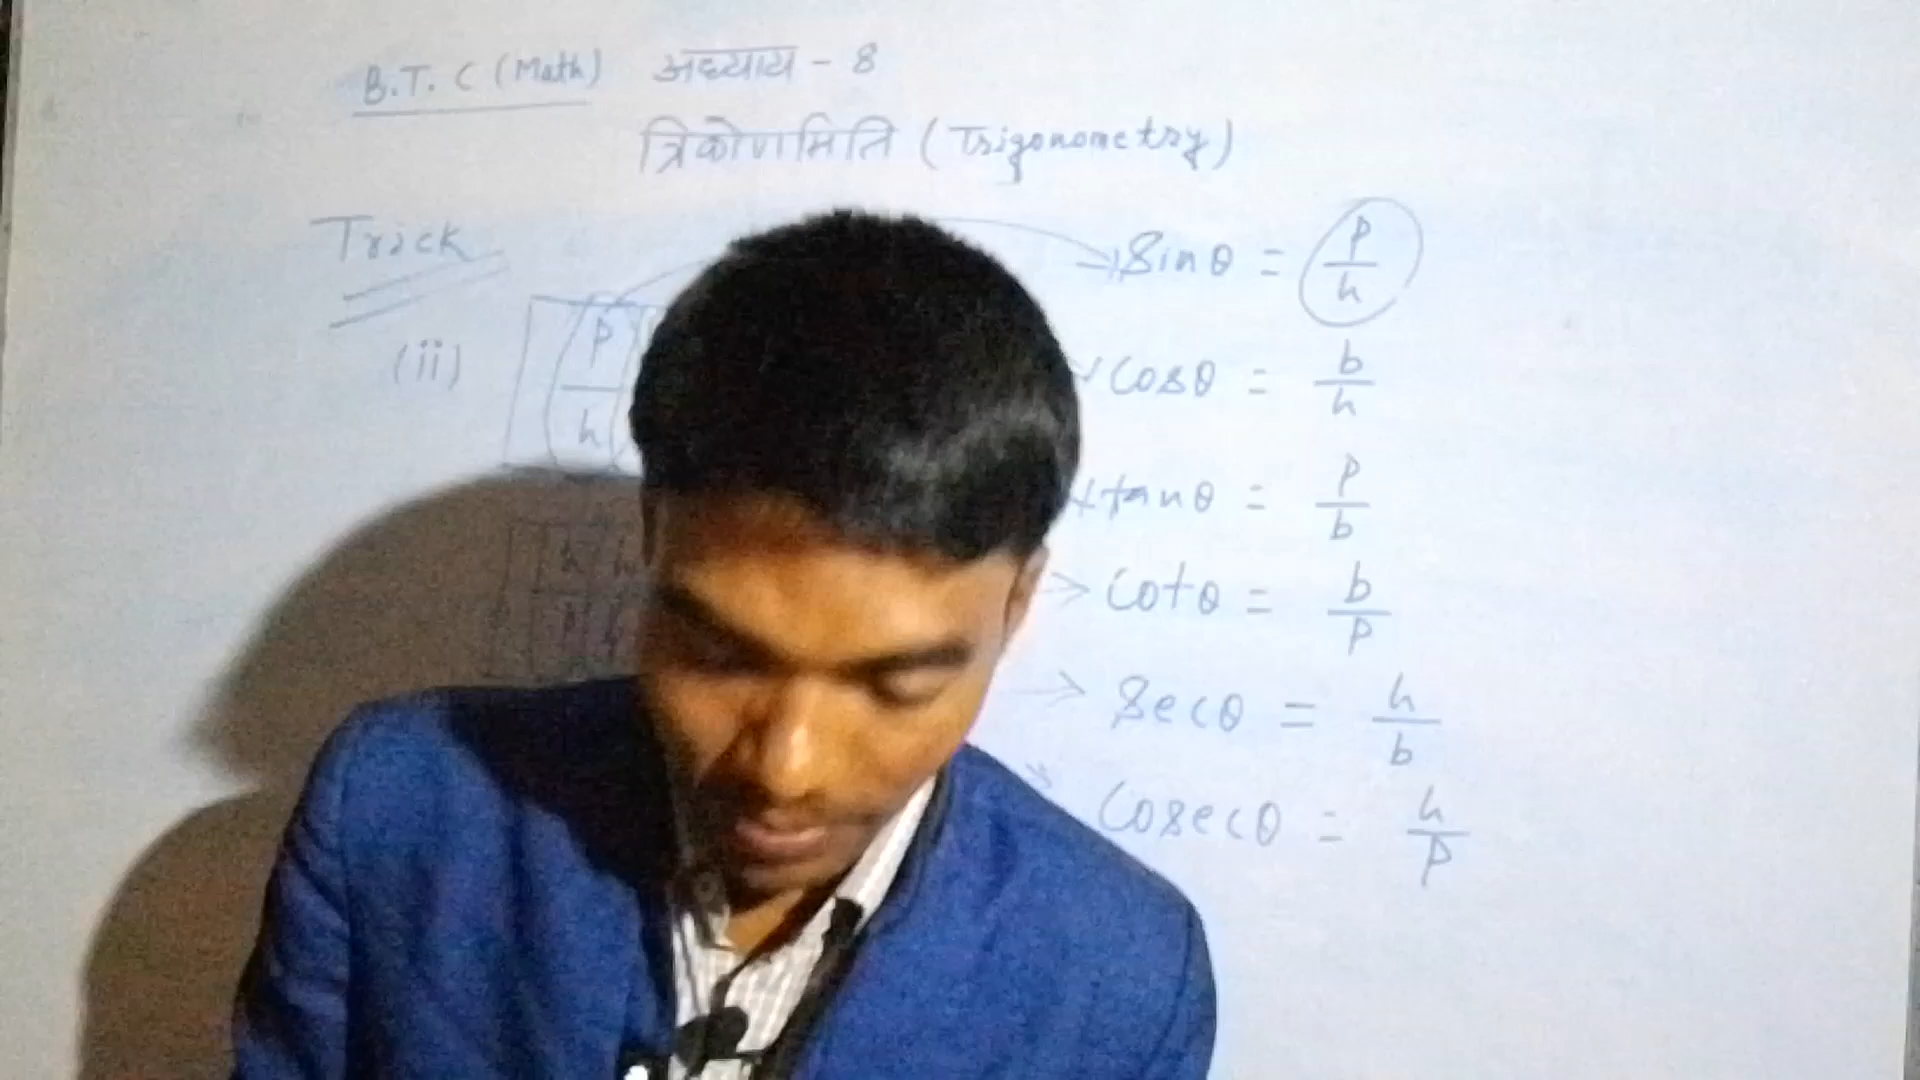 B.T.C (Math) अध्याय - 8
त्रिकोणमिति (Trigonometry)
Trick
(ii)
p
h
Sinθ = p/h
Cosθ = b/h
tanθ = p/b
Cotθ = b/p
Secθ = h/b
Cosecθ = h/p